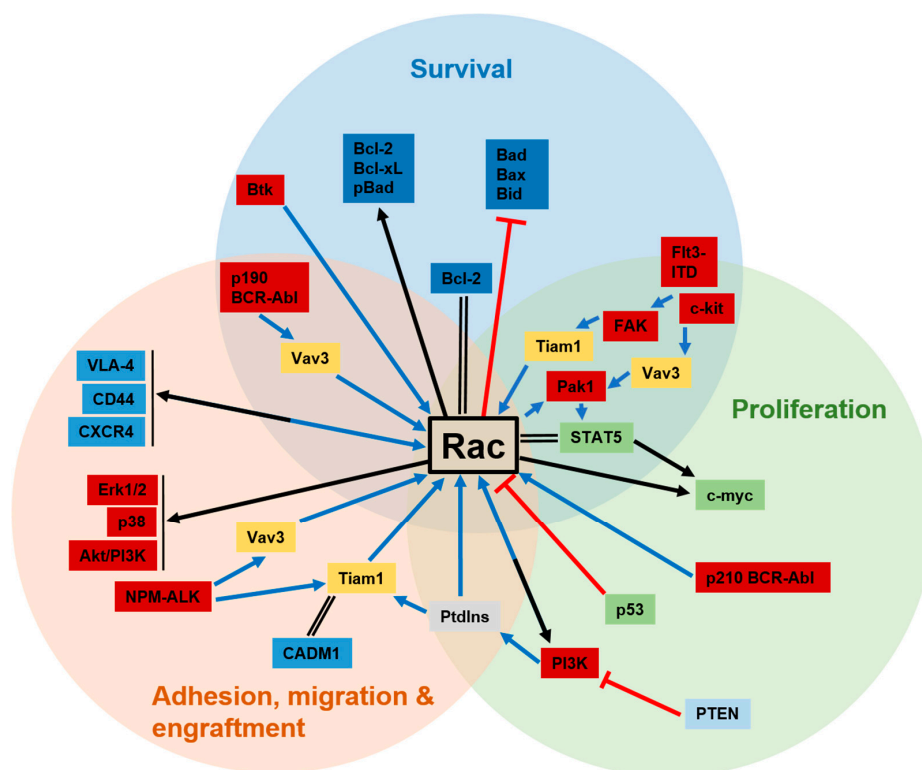 Survival
Bcl-2
Bcl-xL
pBad
Bad
Bax
Bid
Btk
Flt3-
ITD
p190
BCR-Abl
Bcl-2
c-kit
FAK
Tiam1
Vav3
Vav3
VLA-4
CD44
CXCR4
Pak1
Proliferation
Rac
STAT5
c-myc
Erk1/2
p38
Akt/PI3K
Vav3
NPM-ALK
Tiam1
p210 BCR-Abl
PtdIns
p53
CADM1
PI3K
Adhesion, migration &
engraftment
PTEN